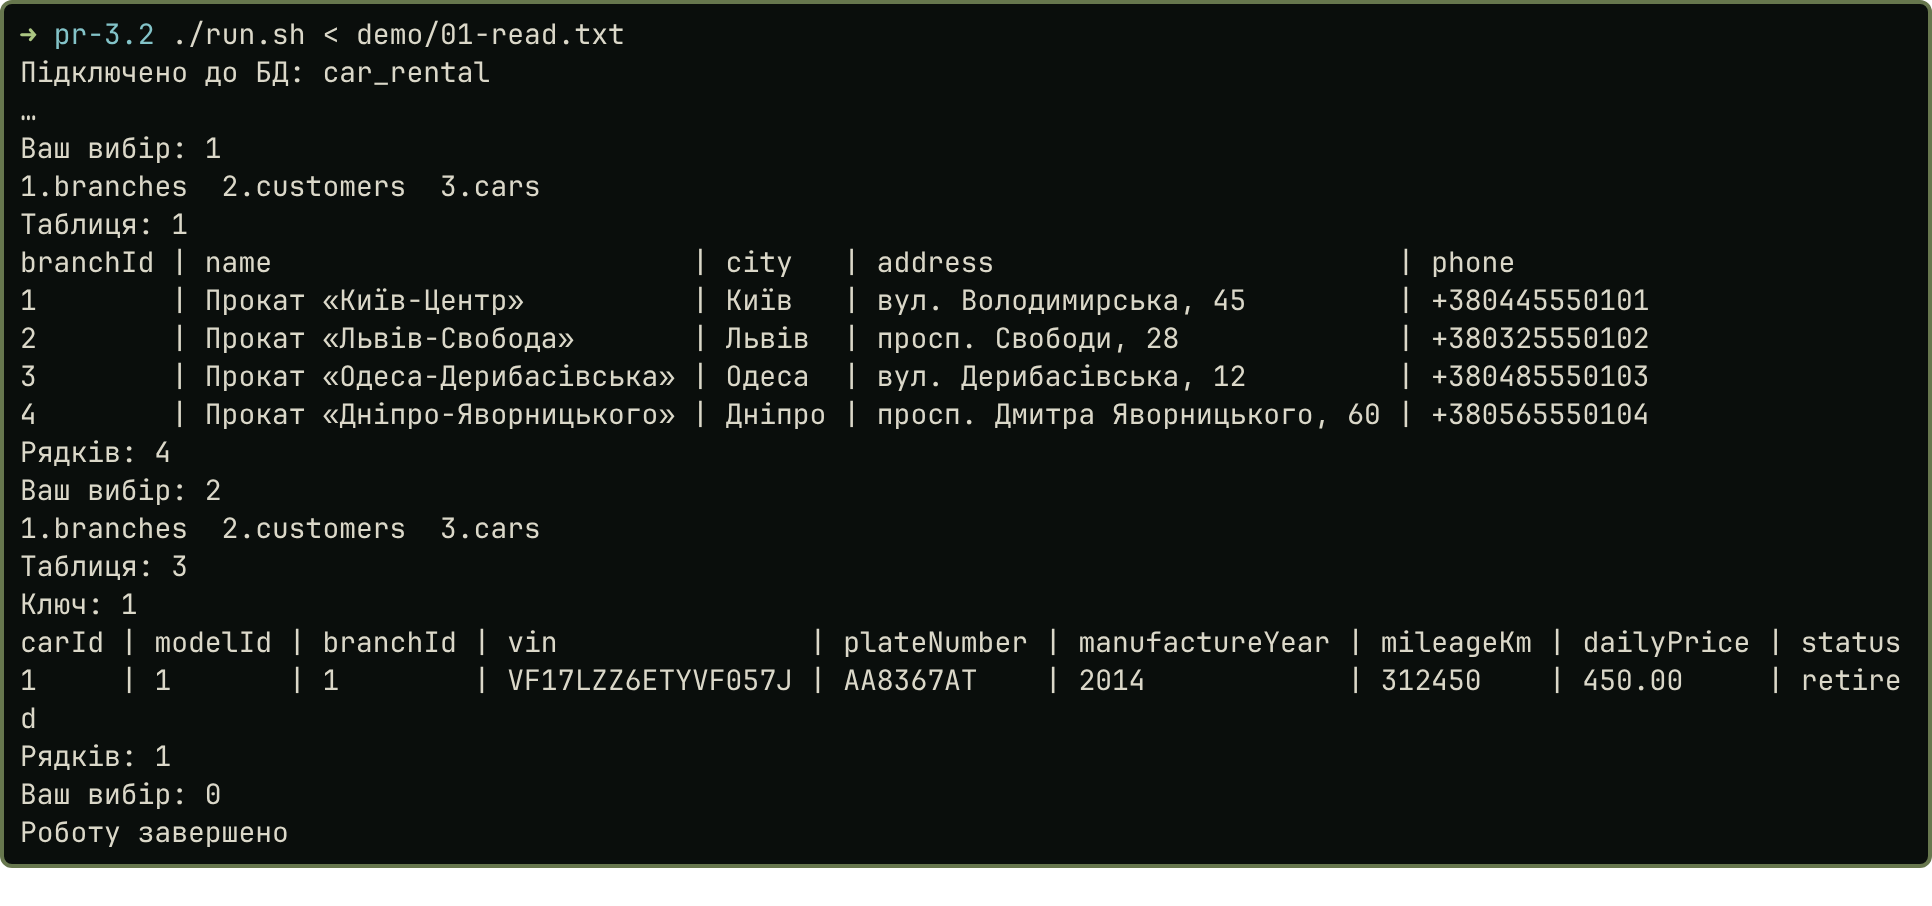 ➜ pr-3.2 ./run.sh < demo/01-read.txt
Підключено до БД: car_rental
…
Ваш вибір: 1
1.branches  2.customers  3.cars
Таблиця: 1
branchId | name                         | city   | address                        | phone
1        | Прокат «Київ-Центр»          | Київ   | вул. Володимирська, 45         | +380445550101
2        | Прокат «Львів-Свобода»       | Львів  | просп. Свободи, 28             | +380325550102
3        | Прокат «Одеса-Дерибасівська» | Одеса  | вул. Дерибасівська, 12         | +380485550103
4        | Прокат «Дніпро-Яворницького» | Дніпро | просп. Дмитра Яворницького, 60 | +380565550104
Рядків: 4
Ваш вибір: 2
1.branches  2.customers  3.cars
Таблиця: 3
Ключ: 1
carId | modelId | branchId | vin               | plateNumber | manufactureYear | mileageKm | dailyPrice | status
1     | 1       | 1        | VF17LZZ6ETYVF057J | AA8367AT    | 2014            | 312450    | 450.00     | retire
d
Рядків: 1
Ваш вибір: 0
Роботу завершено